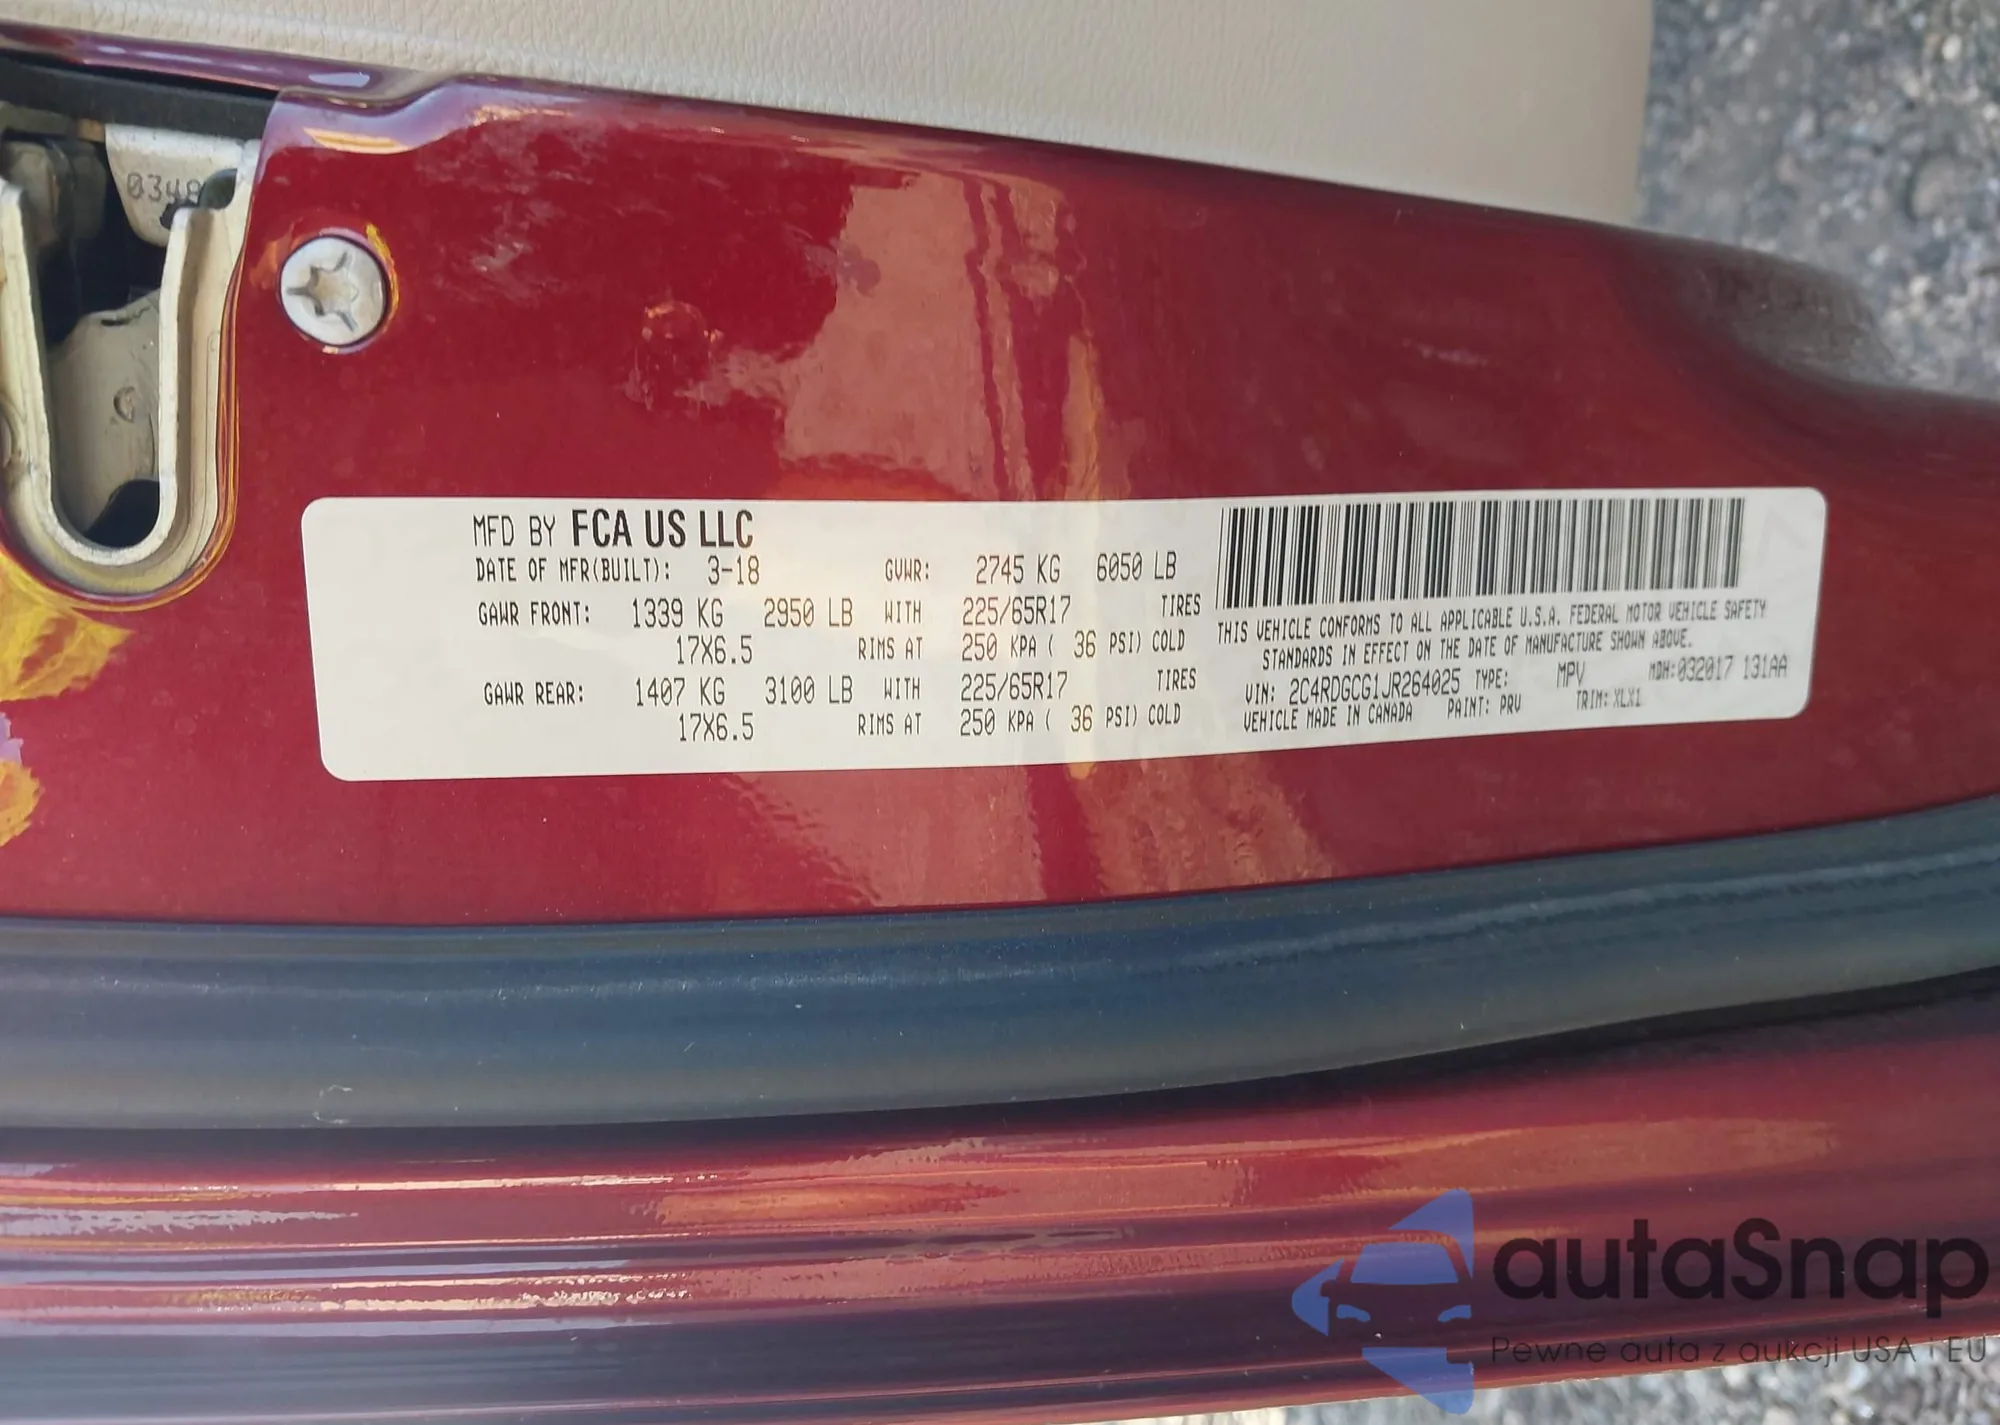 034A
MFD BY FCA US LLC
DATE OF MFR(BUILT): 3-18 GVWR: 2745 KG 6050 LB
GAWR FRONT: 1339 KG 2950 LB WITH 225/65R17 TIRES
17X6.5 RIMS AT 250 KPA ( 36 PSI) COLD
GAWR REAR: 1407 KG 3100 LB WITH 225/65R17 TIRES
17X6.5 RIMS AT 250 KPA ( 36 PSI) COLD
THIS VEHICLE CONFORMS TO ALL APPLICABLE U.S.A. FEDERAL MOTOR VEHICLE SAFETY
STANDARDS IN EFFECT ON THE DATE OF MANUFACTURE SHOWN ABOVE.
VIN: 2C4RDGCG1JR264025 TYPE: MPV MDH:032017 131AA
VEHICLE MADE IN CANADA PAINT: PRV TRIM: XLX1
autaSnap
Pewne auta z aukcji USA i EU